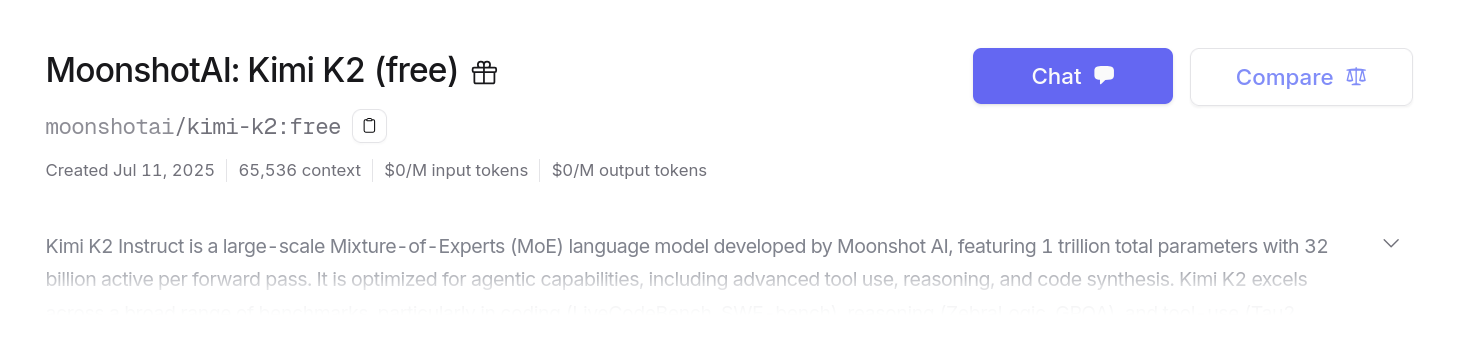 MoonshotAI: Kimi K2 (free)
Chat
Compare
moonshotai/kimi-k2:free
Created Jul 11, 2025
65,536 context
$0/M input tokens
$0/M output tokens
Kimi K2 Instruct is a large-scale Mixture-of-Experts (MoE) language model developed by Moonshot AI, featuring 1 trillion total parameters with 32
billion active per forward pass. It is optimized for agentic capabilities, including advanced tool use, reasoning, and code synthesis. Kimi K2 excels